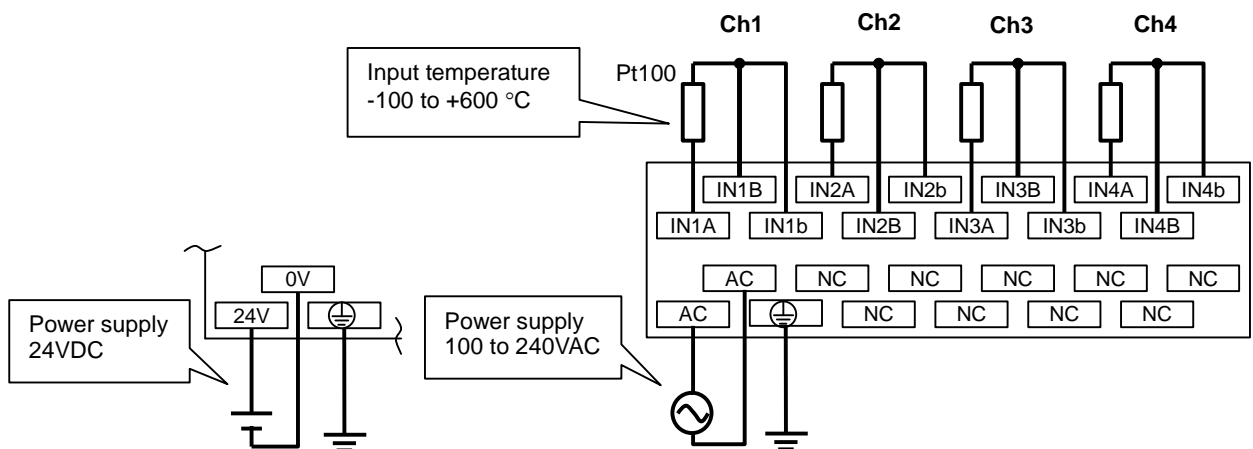 Ch1 Ch2 Ch3 Ch4
Input temperature
-100 to +600 °C
Pt100
IN1B IN2A IN2b IN3B IN4A IN4b
IN1A IN1b IN2B IN3A IN3b IN4B
AC NC NC NC NC NC
AC NC NC NC NC
Power supply
100 to 240VAC
0V
24V
Power supply
24VDC